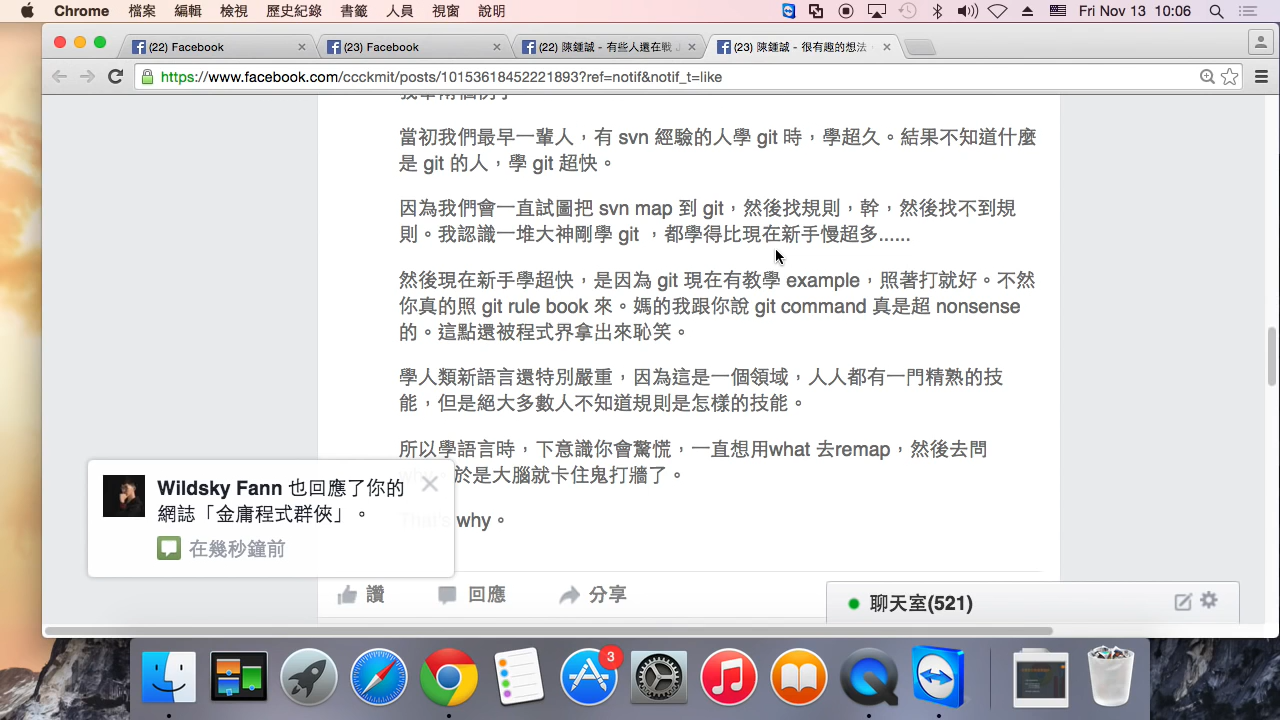 Chrome 檔案 編輯 檢視 歷史紀錄 書籤 人員 視窗 說明 Fri Nov 13 10:06
(22) Facebook (23) Facebook (22) 陳鍾誠 - 有些人還在戰 (23) 陳鍾誠 - 很有趣的想法
https://www.facebook.com/ccckmit/posts/10153618452221893?ref=notif&notif_t=like
當初我們最早一輩人，有 svn 經驗的人學 git 時，學超久。結果不知道什麼
是 git 的人，學 git 超快。
因為我們會一直試圖把 svn map 到 git，然後找規則，幹，然後找不到規
則。我認識一堆大神剛學 git ，都學得比現在新手慢超多......
然後現在新手學超快，是因為 git 現在有教學 example，照著打就好。不然
你真的照 git rule book 來。媽的我跟你說 git command 真是超 nonsense
的。這點還被程式界拿出來恥笑。
學人類新語言還特別嚴重，因為這是一個領域，人人都有一門精熟的技
能，但是絕大多數人不知道規則是怎樣的技能。
所以學語言時，下意識你會驚慌，一直想用what 去remap，然後去問
why，於是大腦就卡住鬼打牆了。
That's why。
Wildsky Fann 也回應了你的
網誌「金庸程式群俠」。
在幾秒鐘前
讚 回應 分享
聊天室(521)
3